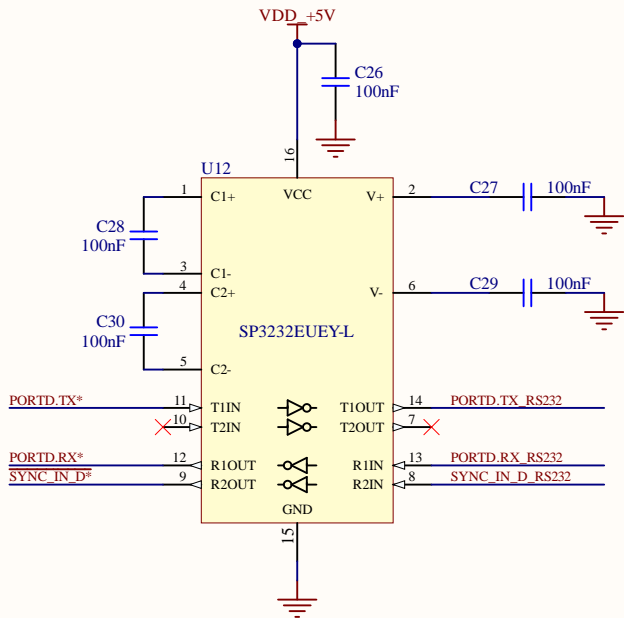 VDD_+5V
C26
100nF
16
U12
VCC
1
C1+
V+
2
C27
100nF
C28
100nF
3
C1-
4
C2+
V-
6
C29
100nF
C30
100nF
SP3232EUEY-L
5
C2-
PORTD.TX*
11
T1IN
T1OUT
14
PORTD.TX_RS232
10
T2IN
T2OUT
7
PORTD.RX*
12
R1OUT
R1IN
13
PORTD.RX_RS232
SYNC_IN_D*
9
R2OUT
R2IN
8
SYNC_IN_D_RS232
GND
15